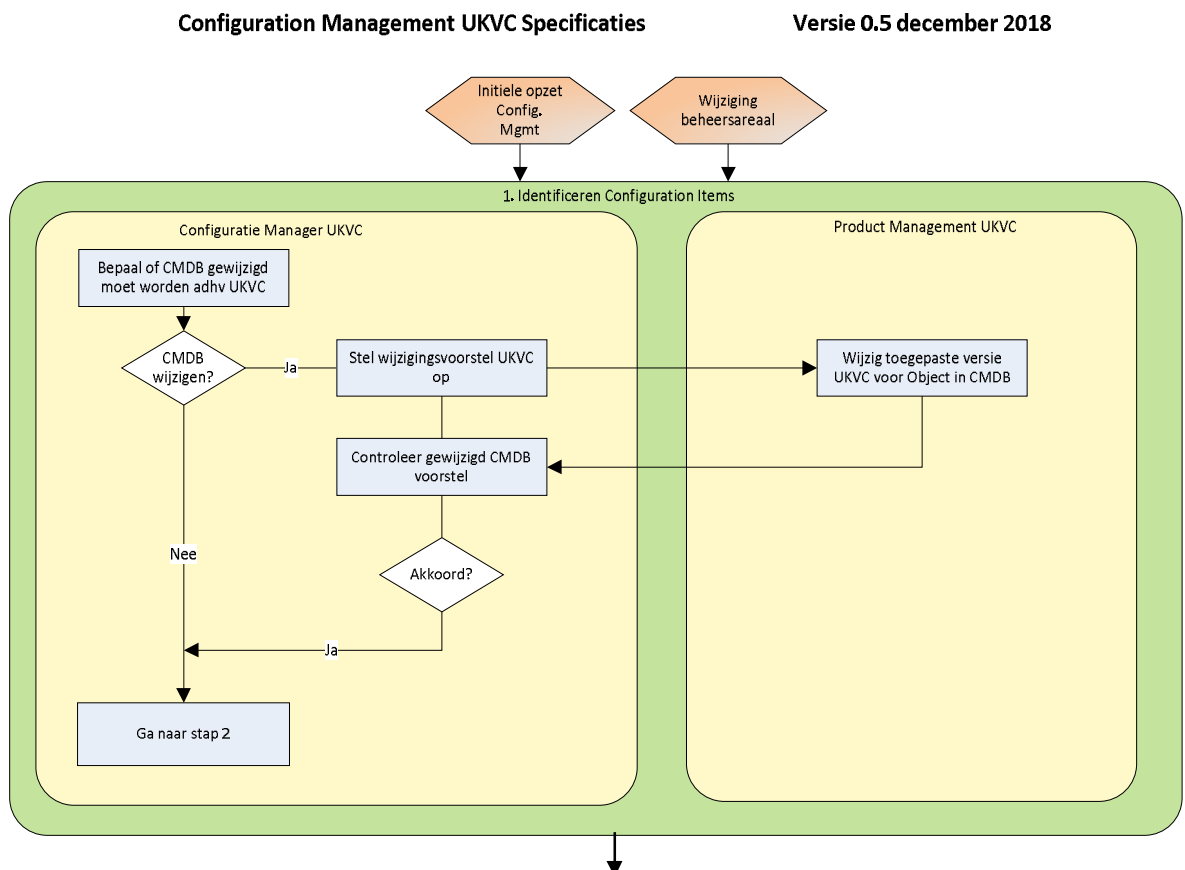 Configuration Management UKVC Specificaties
Versie 0.5 december 2018
Initiele opzet
Config.
Mgmt
Wijziging
beheersareaal
1. Identificeren Configuration Items
Configuratie Manager UKVC
Product Management UKVC
Bepaal of CMDB gewijzigd
moet worden adhv UKVC
CMDB
wijzigen?
Ja
Stel wijzigingsvoorstel UKVC
op
Wijzig toegepaste versie
UKVC voor Object in CMDB
Controleer gewijzigd CMDB
voorstel
Nee
Akkoord?
Ja
Ga naar stap 2